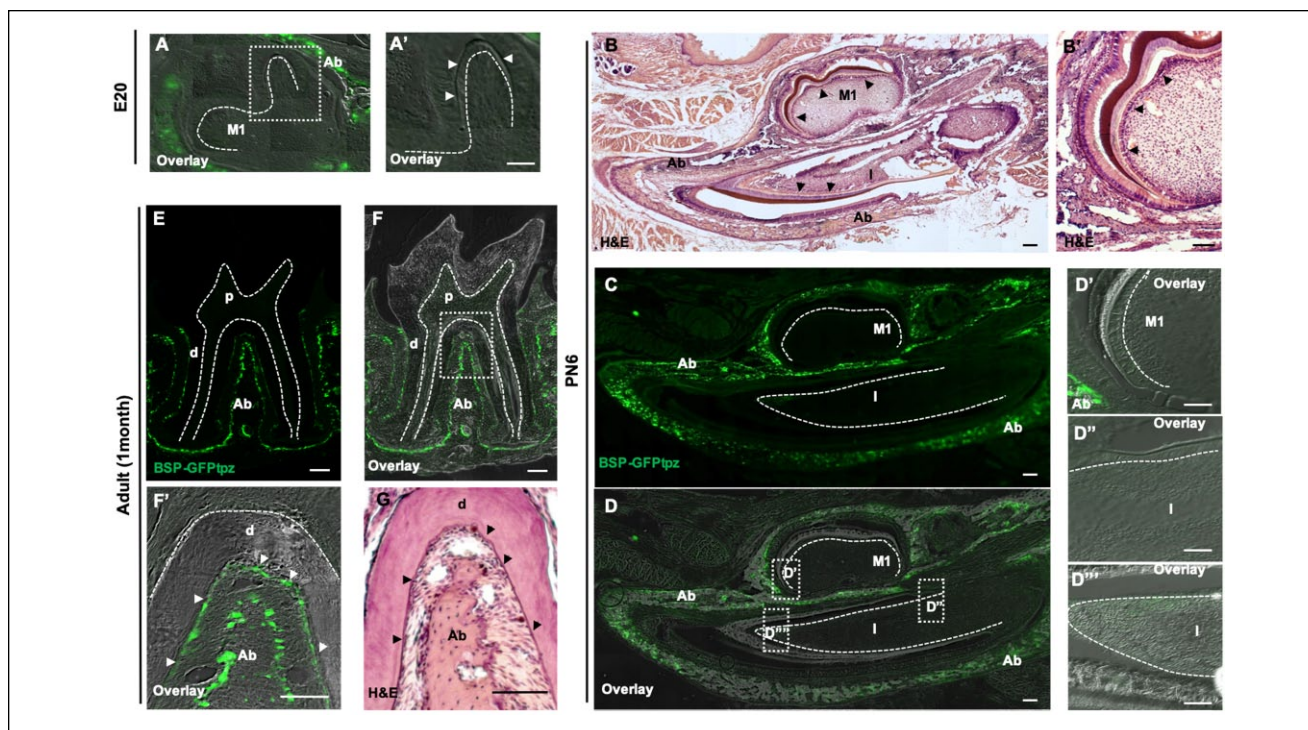 E20
A
Ab
M1
Overlay
A'
Overlay
Adult (1month)
E
p
d
Ab
BSP-GFPtpz
F
p
d
Ab
Overlay
F'
d
Ab
Overlay
G
d
Ab
H&E
PN6
B
M1
Ab
I
Ab
H&E
B'
H&E
C
M1
Ab
I
Ab
BSP-GFPtpz
D
D'
M1
Ab
D''
D'''
I
Ab
Overlay
D'
Overlay
M1
Ab
D''
Overlay
I
D'''
Overlay
I